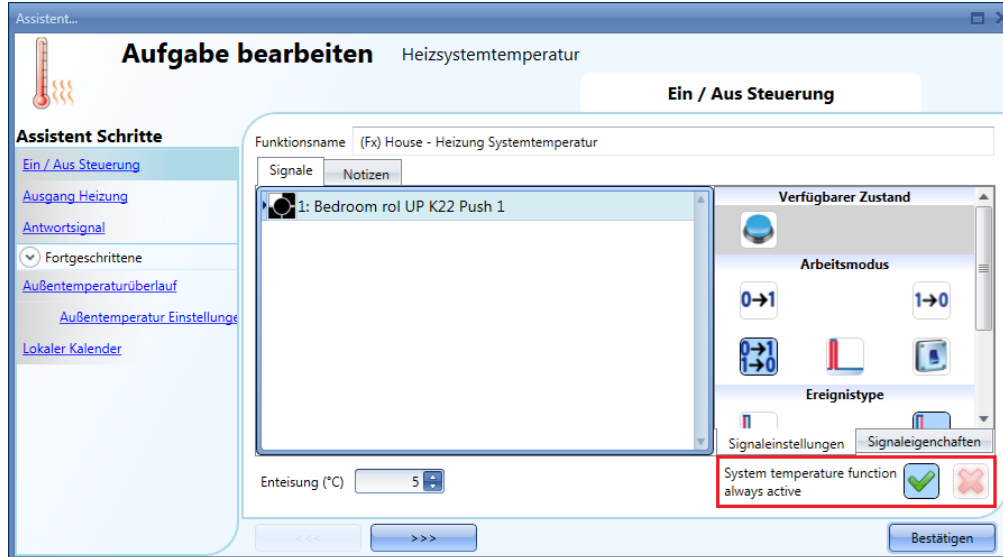 Assistent...
Aufgabe bearbeiten Heizsystemtemperatur
Ein / Aus Steuerung
Assistent Schritte
Ein / Aus Steuerung
Ausgang Heizung
Antwortsignal
Fortgeschrittene
Außentemperaturüberlauf
Außentemperatur Einstellunge
Lokaler Kalender
Funktionsname (Fx) House - Heizung Systemtemperatur
Signale Notizen
1: Bedroom rol UP K22 Push 1
Verfügbarer Zustand
Arbeitsmodus
0→1 1→0
0→1
1→0
Ereignistype
Signaleinstellungen Signaleigenchaften
Enteisung (°C) 5
System temperature function
always active
<<< >>> Bestätigen